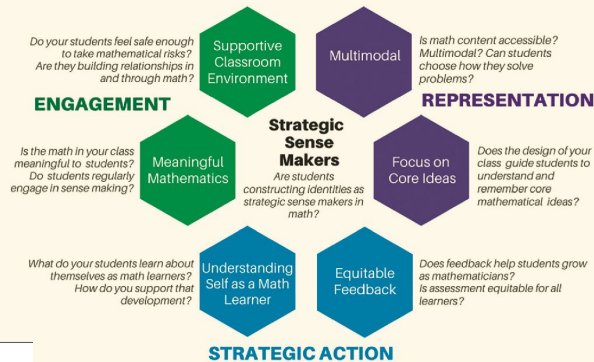 Do your students feel safe enough
to take mathematical risks?
Are they building relationships in
and through math?
Supportive
Classroom
Environment
Multimodal
Is math content accessible?
Multimodal? Can students
choose how they solve
problems?
ENGAGEMENT
REPRESENTATION
Is the math in your class
meaningful to students?
Do students regularly
engage in sense making?
Meaningful
Mathematics
Strategic
Sense
Makers
Are students
constructing identities as
strategic sense makers in
math?
Focus on
Core Ideas
Does the design of your
class guide students to
understand and
remember core
mathematical ideas?
What do your students learn about
themselves as math learners?
How do you support that
development?
Understanding
Self as a Math
Learner
Equitable
Feedback
Does feedback help students grow
as mathematicians?
Is assessment equitable for all
learners?
STRATEGIC ACTION